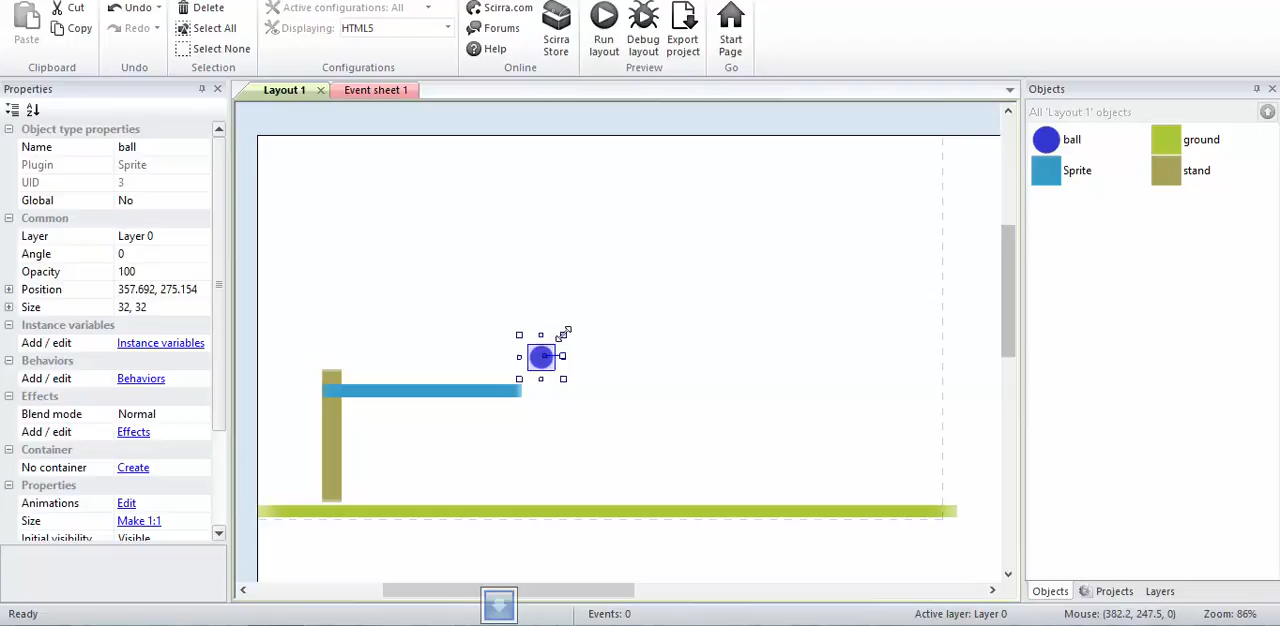 Cut
Undo
Delete
Active configurations: All
Scirra.com
Paste
Copy
Redo
Select All
Displaying: HTML5
Forums
Scirra Store
Run layout
Debug layout
Export project
Start Page
Select None
Help
Clipboard
Undo
Selection
Configurations
Online
Preview
Go
Properties
Layout 1
Event sheet 1
Objects
Object type properties
Name ball
Plugin Sprite
UID 3
Global No
Common
Layer Layer 0
Angle 0
Opacity 100
Position 357.692, 275.154
Size 32, 32
Instance variables
Add / edit Instance variables
Behaviors
Add / edit Behaviors
Effects
Blend mode Normal
Add / edit Effects
Container
No container Create
Properties
Animations Edit
Size Make 1:1
Initial visibility Visible
All 'Layout 1' objects
ball
ground
Sprite
stand
Objects
Projects
Layers
Ready
Events: 0
Active layer: Layer 0
Mouse: (382.2, 247.5, 0)
Zoom: 86%